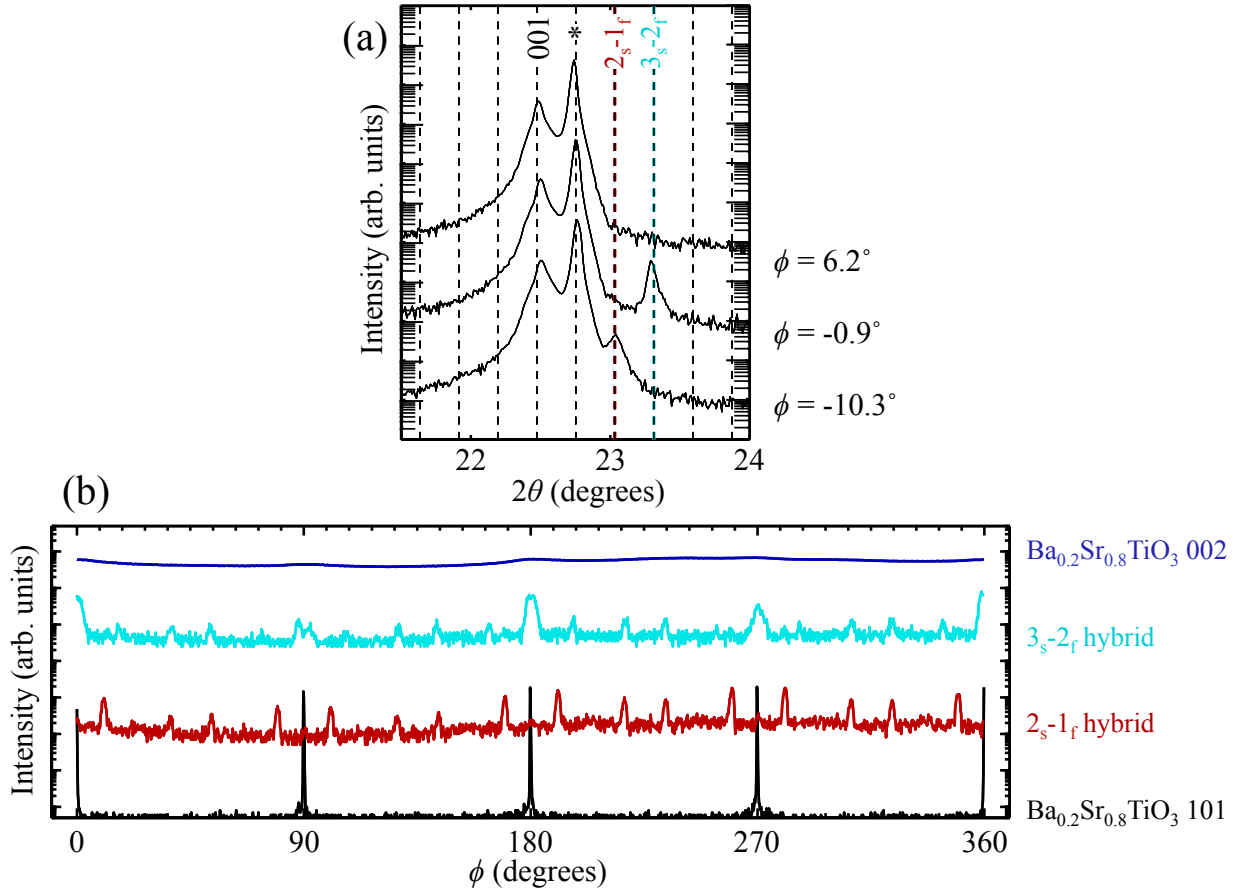 (a)
001
*
2s-1f
3s-2f
Intensity (arb. units)
ϕ = 6.2°
ϕ = -0.9°
ϕ = -10.3°
22 23 24
2θ (degrees)
(b)
Intensity (arb. units)
Ba0.2Sr0.8TiO3 002
3s-2f hybrid
2s-1f hybrid
Ba0.2Sr0.8TiO3 101
0 90 180 270 360
ϕ (degrees)